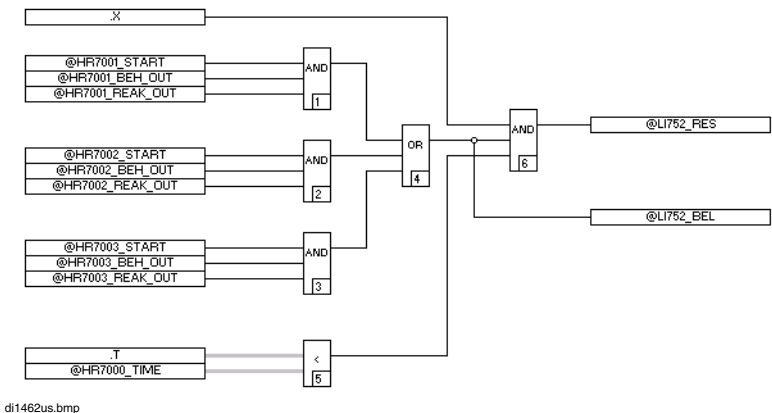 .X
@HR7001_START
@HR7001_BEH_OUT
@HR7001_REAK_OUT
AND
1
@HR7002_START
@HR7002_BEH_OUT
@HR7002_REAK_OUT
AND
2
@HR7003_START
@HR7003_BEH_OUT
@HR7003_REAK_OUT
AND
3
OR
4
.T
@HR7000_TIME
<
5
AND
6
@LI752_RES
@LI752_BEL
di1462us.bmp